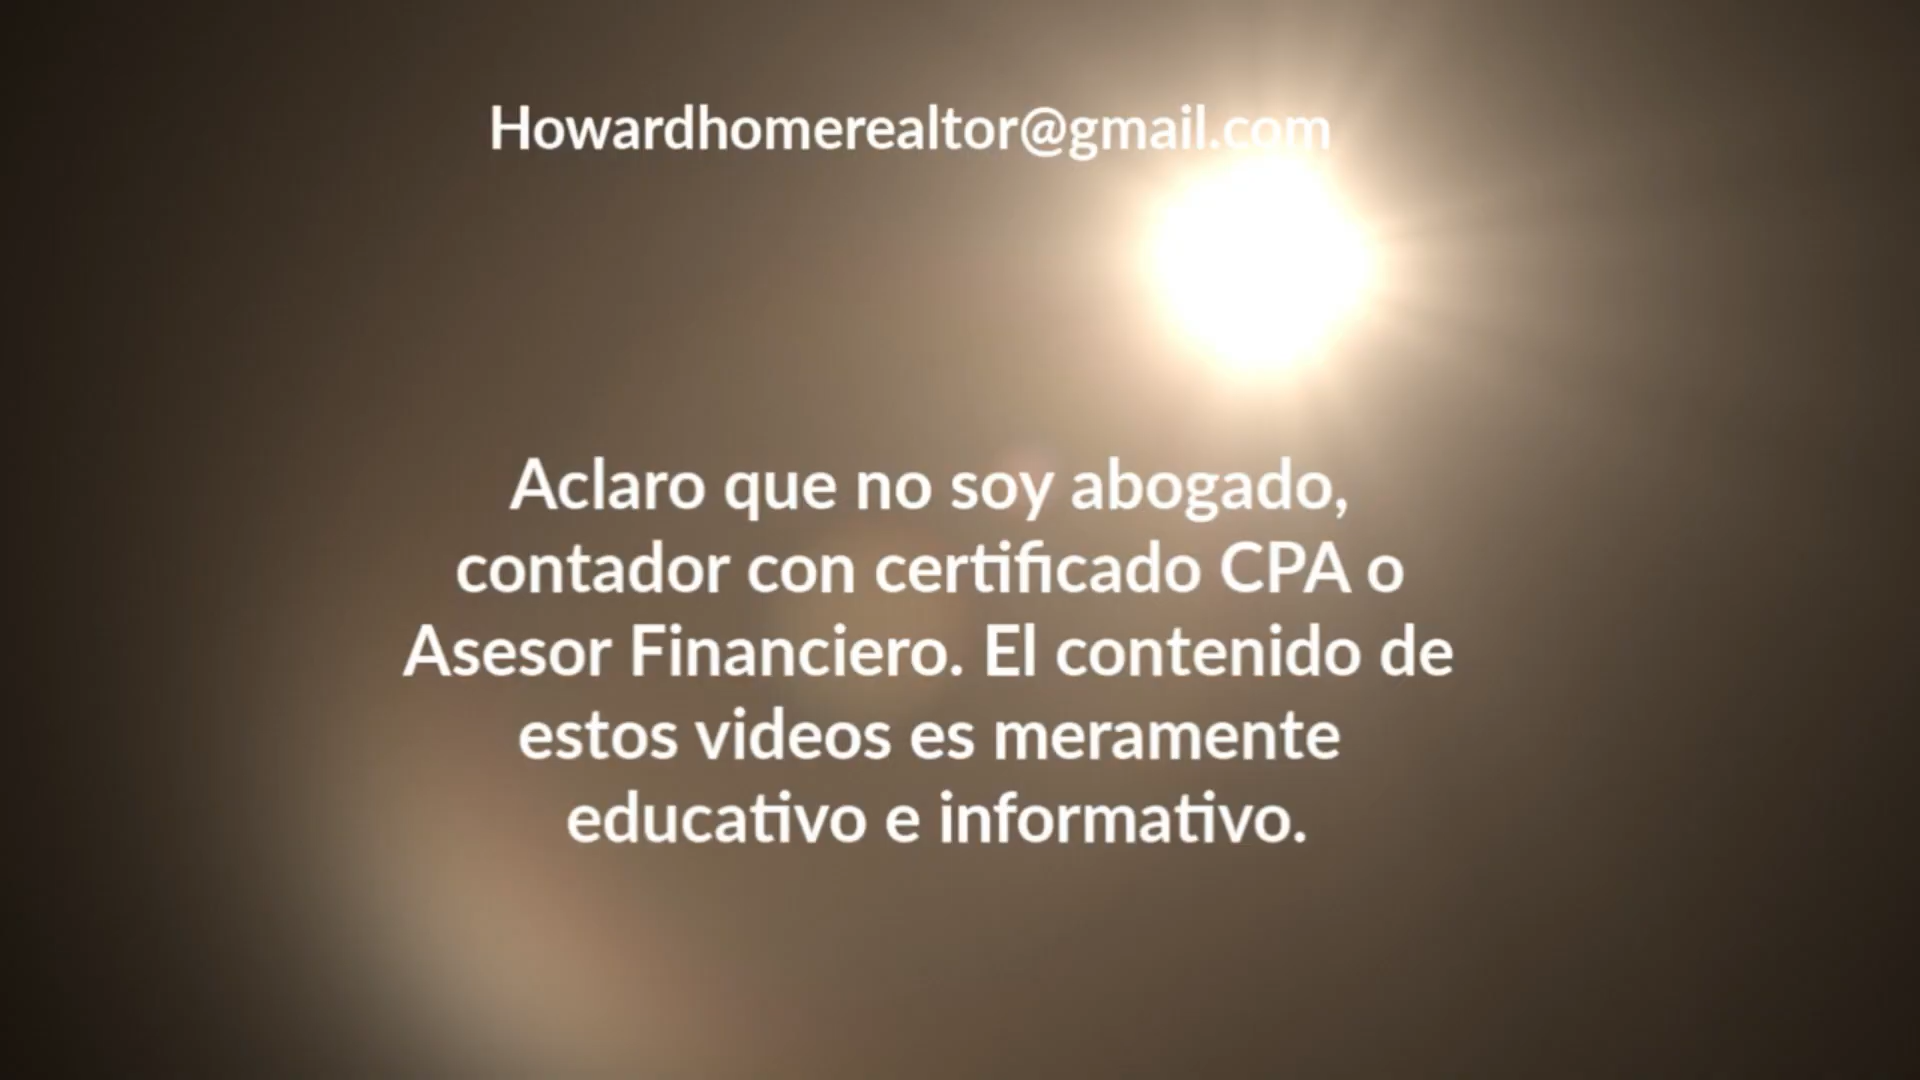 Howardhomerealtor@gmail.com
Aclaro que no soy abogado,
contador con certificado CPA o
Asesor Financiero. El contenido de
estos videos es meramente
educativo e informativo.